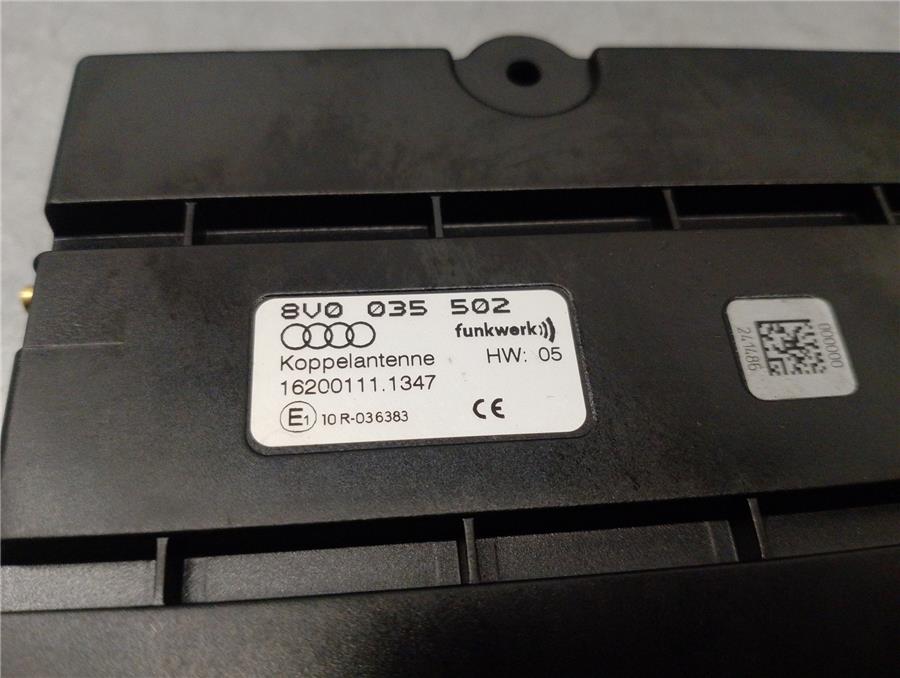 8V0 035 502
funkwerk
Koppelantenne HW: 05
16200111.1347
E1 10 R-036383 CE
000000
241486